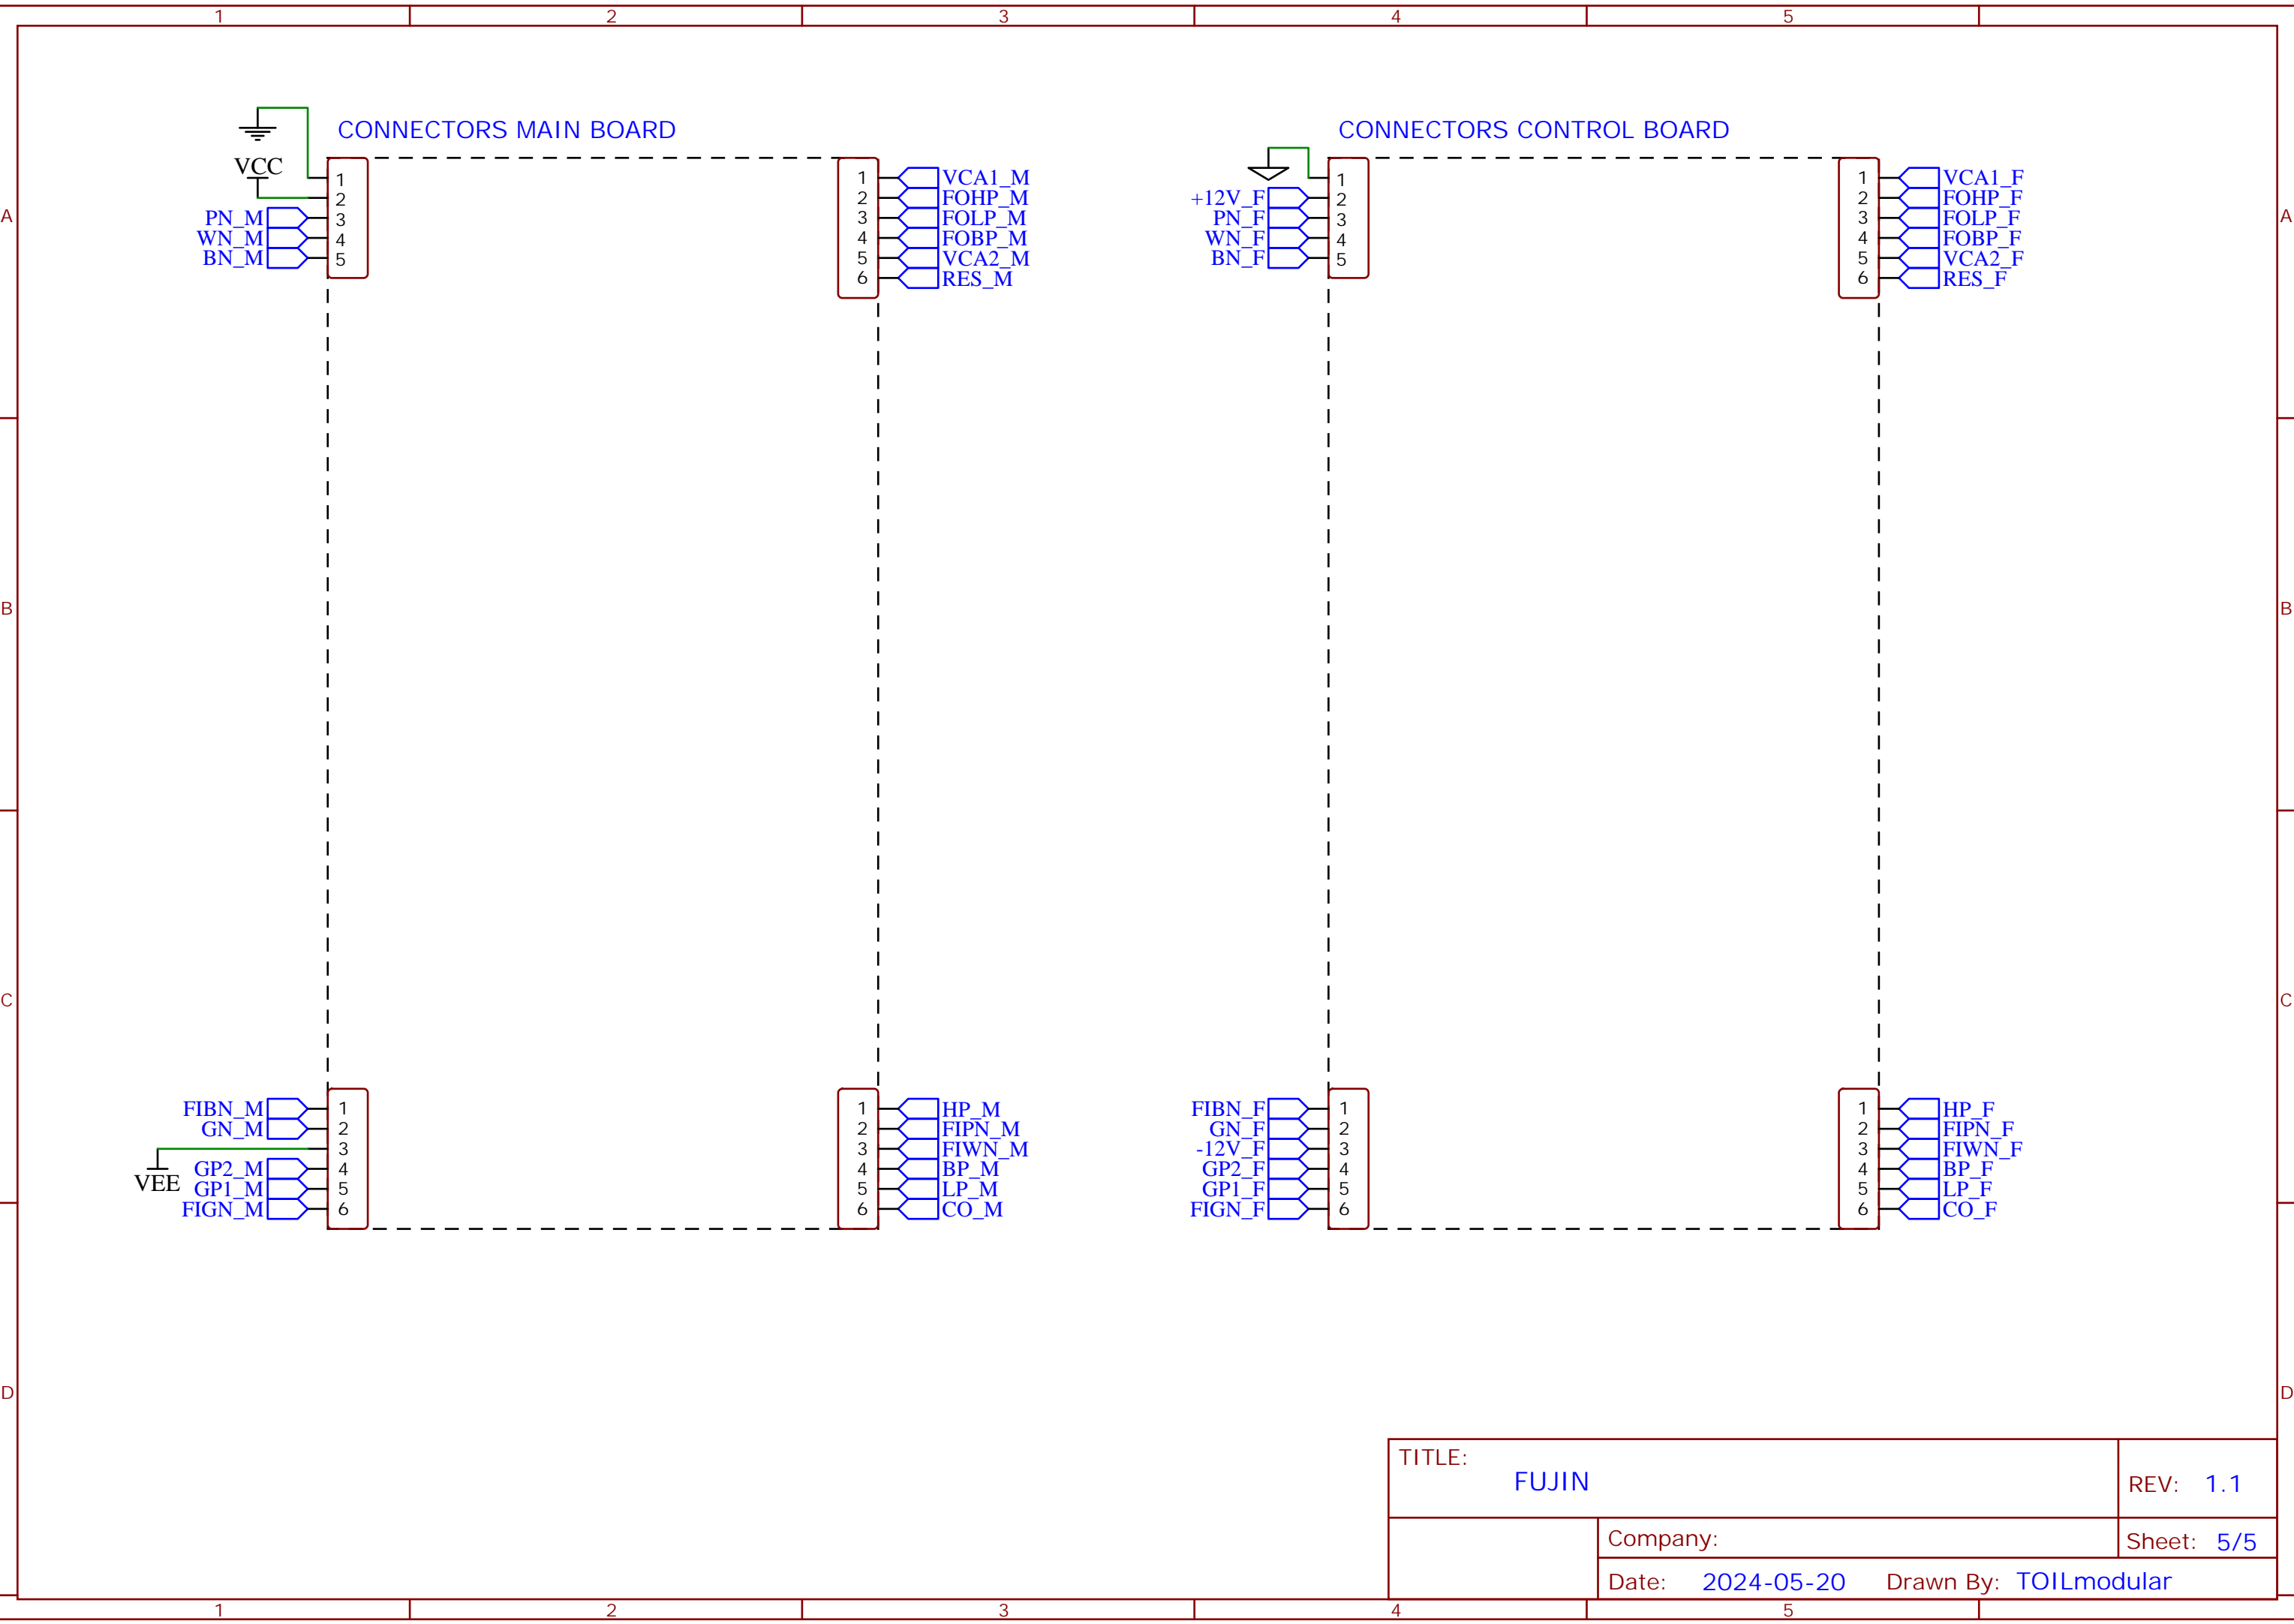 1 2 3 4 5
CONNECTORS MAIN BOARD
VCC
1
2
PN_M 3
WN_M 4
BN_M 5
1 VCA1_M
2 FOHP_M
3 FOLP_M
4 FOBP_M
5 VCA2_M
6 RES_M
CONNECTORS CONTROL BOARD
1
+12V_F 2
PN_F 3
WN_F 4
BN_F 5
1 VCA1_F
2 FOHP_F
3 FOLP_F
4 FOBP_F
5 VCA2_F
6 RES_F
A A
B B
C C
FIBN_M 1
GN_M 2
3
VEE
GP2_M 4
GP1_M 5
FIGN_M 6
1 HP_M
2 FIPN_M
3 FIWN_M
4 BP_M
5 LP_M
6 CO_M
FIBN_F 1
GN_F 2
-12V_F 3
GP2_F 4
GP1_F 5
FIGN_F 6
1 HP_F
2 FIPN_F
3 FIWN_F
4 BP_F
5 LP_F
6 CO_F
D D
TITLE:
FUJIN
REV: 1.1
Company:
Sheet: 5/5
Date: 2024-05-20 Drawn By: TOILmodular
1 2 3 4 5